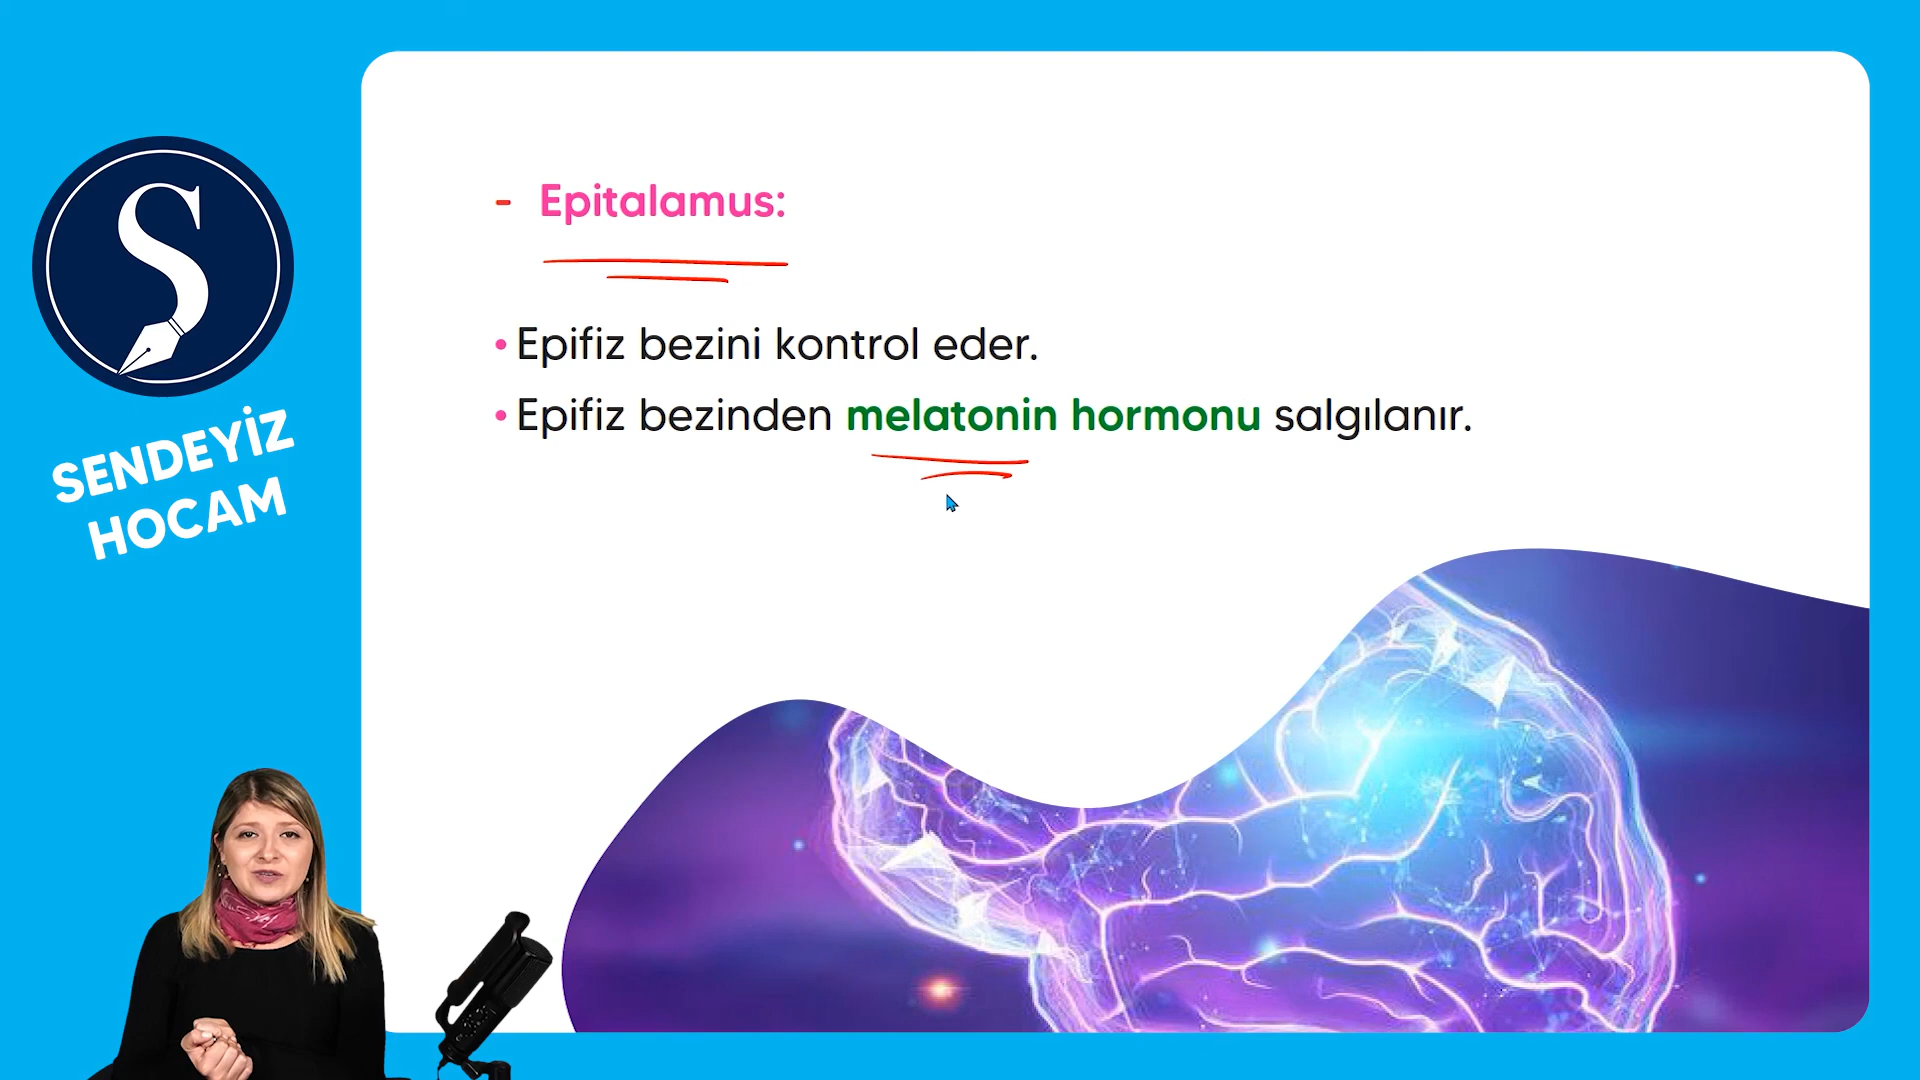 S
SENDEYİZ
HOCAM
- Epitalamus:
• Epifiz bezini kontrol eder.
• Epifiz bezinden melatonin hormonu salgılanır.